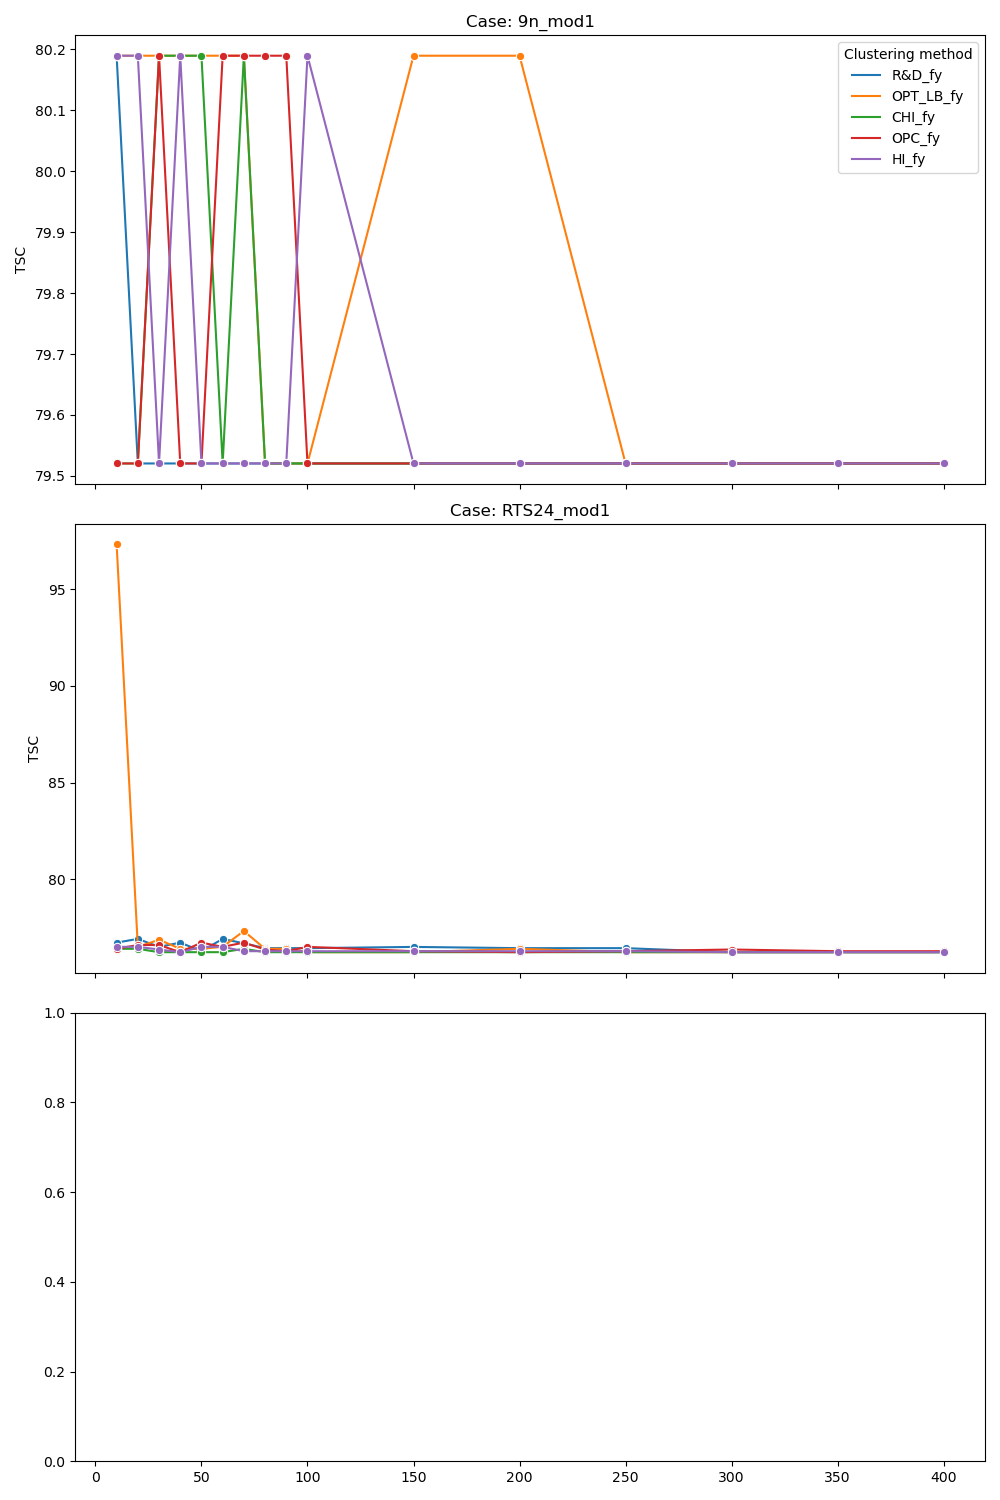 Case: 9n_mod1
80.2
80.1
80.0
79.9
79.8
79.7
79.6
79.5
TSC
Clustering method
R&D_fy
OPT_LB_fy
CHI_fy
OPC_fy
HI_fy
Case: RTS24_mod1
95
90
85
80
TSC
1.0
0.8
0.6
0.4
0.2
0.0
0 50 100 150 200 250 300 350 400